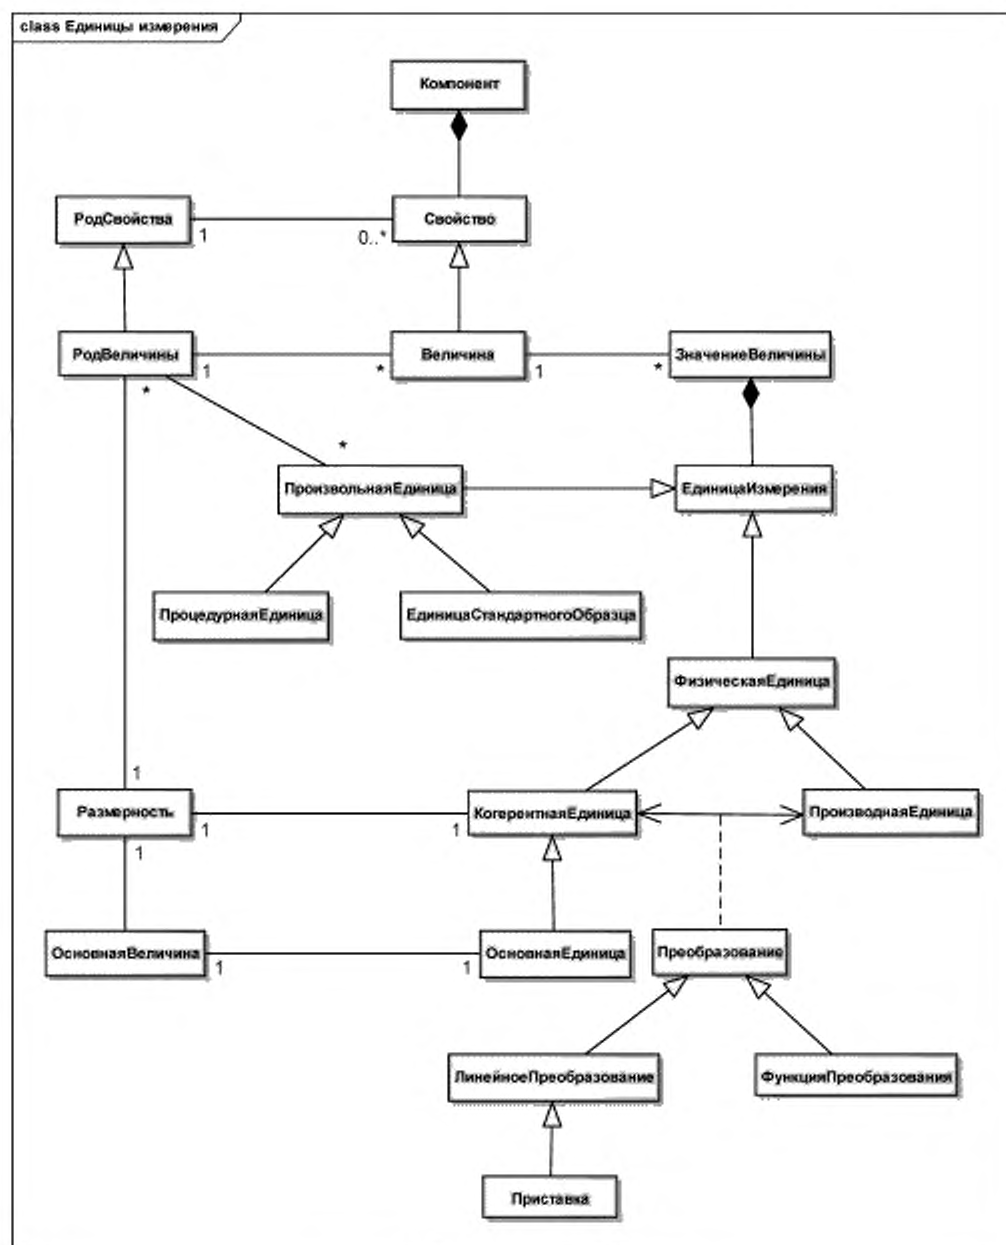 class Единицы измерения
Компонент
РодСвойства
Свойство
1
0..*
РодВеличины
Величина
ЗначениеВеличины
1
*
1
*
*
*
ПроизвольнаяЕдиница
ЕдиницаИзмерения
ПроцедурнаяЕдиница
ЕдиницаСтандартногоОбразца
ФизическаяЕдиница
1
Размерность
КогерентнаяЕдиница
ПроизводнаяЕдиница
1
1
1
ОсновнаяВеличина
ОсновнаяЕдиница
Преобразование
1
1
ЛинейноеПреобразование
ФункцияПреобразования
Приставка